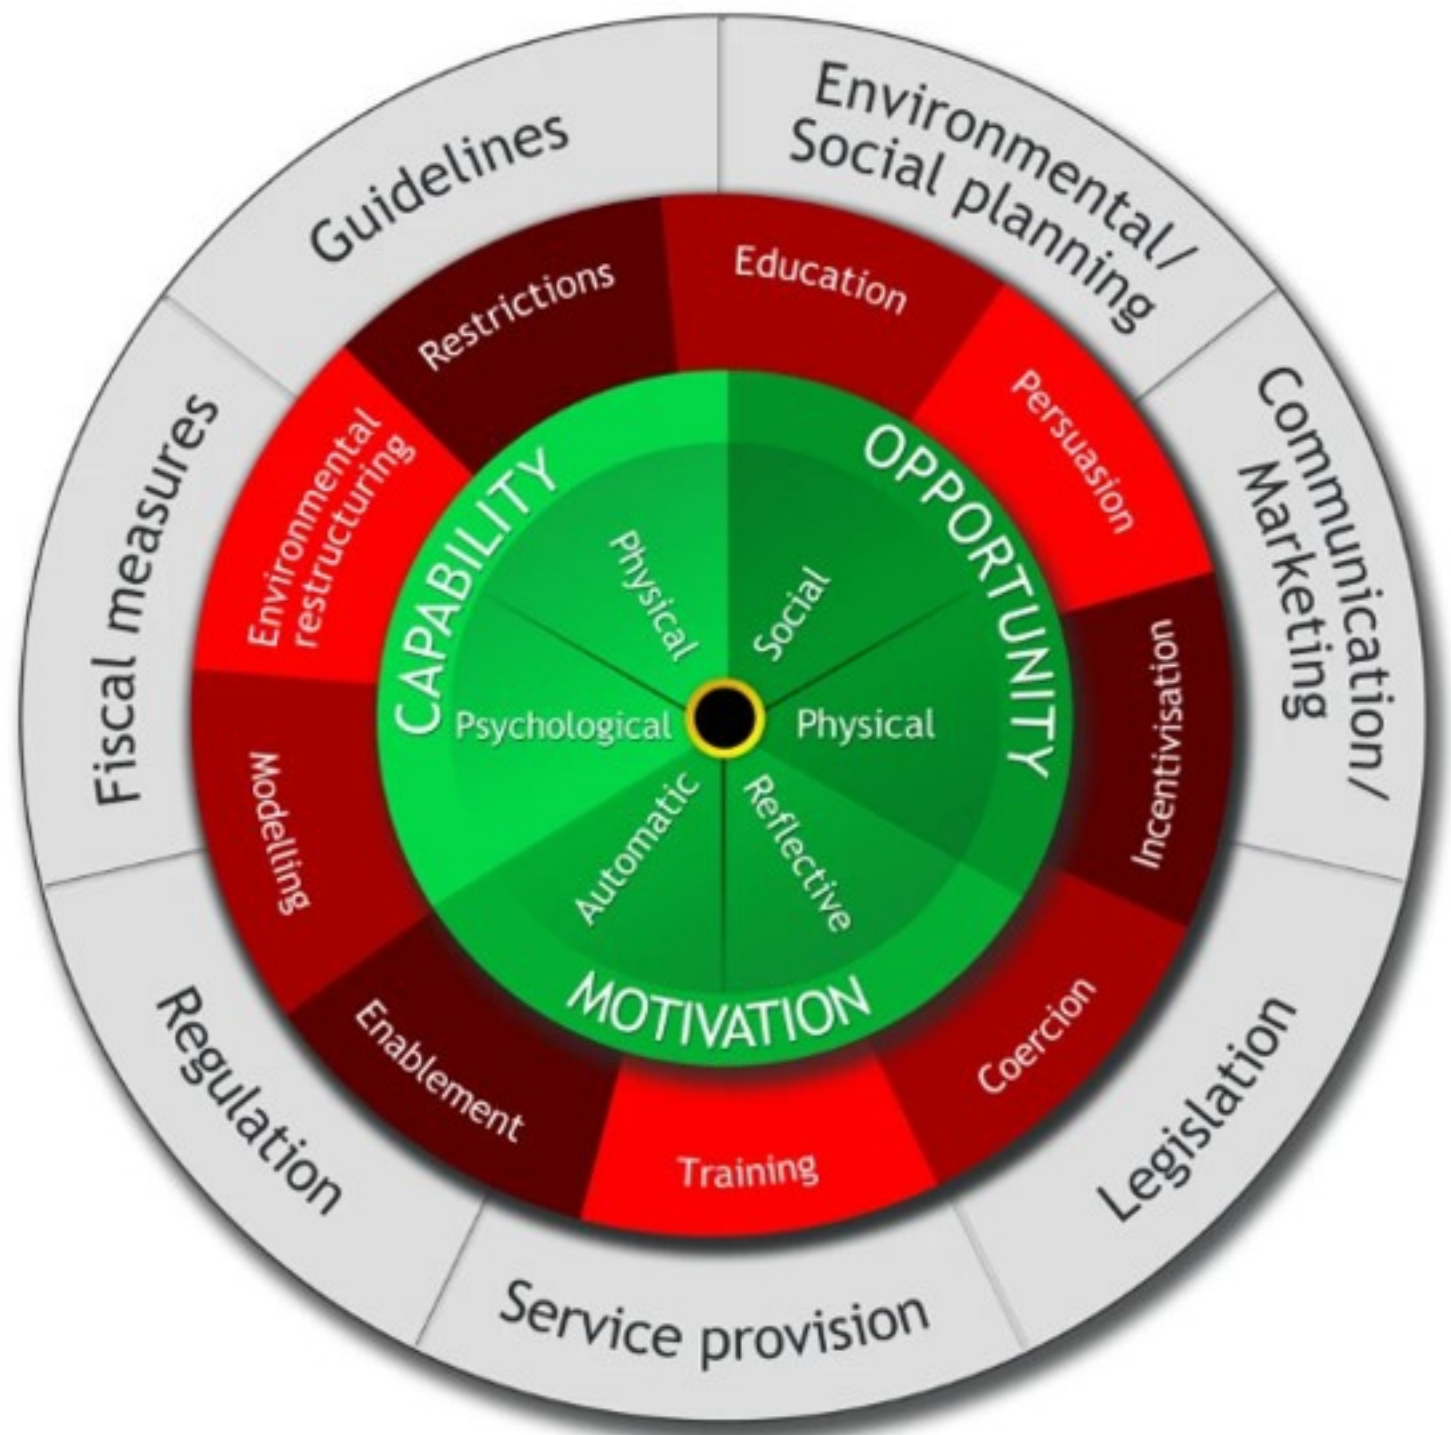 Environmental/
Social planning
Communication/
Marketing
Legislation
Service provision
Regulation
Fiscal measures
Guidelines
Education
Persuasion
Incentivisation
Coercion
Training
Enablement
Modelling
Environmental
restructuring
Restrictions
OPPORTUNITY
Social
Physical
MOTIVATION
Reflective
Automatic
CAPABILITY
Psychological
Physical